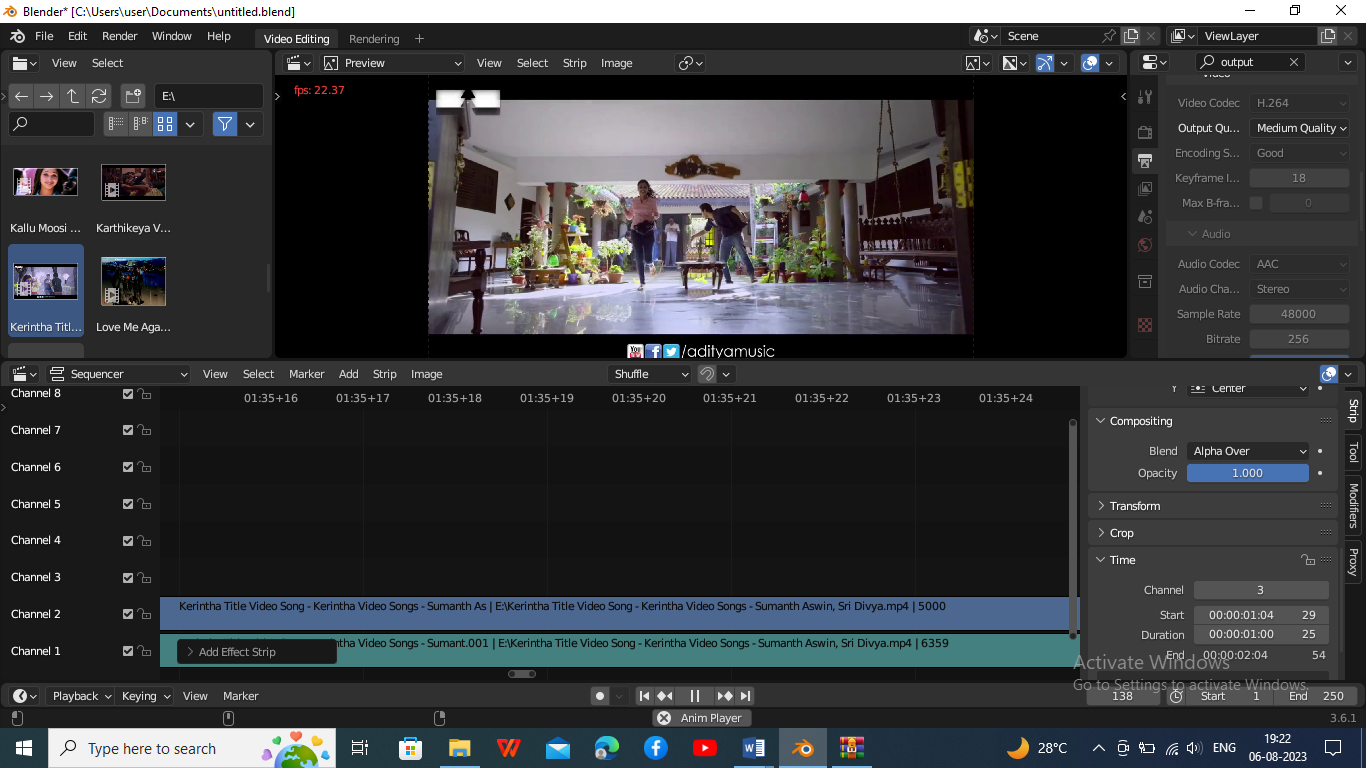 Blender* [C:\Users\user\Documents\untitled.blend]
File Edit Render Window Help Video Editing Rendering + Scene ViewLayer
View Select Preview View Select Strip Image output
E:\
fps: 22.37
Video Codec H.264
Output Qu... Medium Quality
Encoding S... Good
Keyframe I... 18
Max B-fra... 0
Audio
Audio Codec AAC
Audio Cha... Stereo
Sample Rate 48000
Bitrate 256
Kallu Moosi ... Karthikeya V...
Kerintha Titl... Love Me Aga...
You f /adityamusic
Sequencer View Select Marker Add Strip Image Shuffle
01:35+16 01:35+17 01:35+18 01:35+19 01:35+20 01:35+21 01:35+22 01:35+23 01:35+24
Channel 8
Channel 7
Channel 6
Channel 5
Channel 4
Channel 3
Channel 2
Channel 1
Kerintha Title Video Song - Kerintha Video Songs - Sumanth As | E:\Kerintha Title Video Song - Kerintha Video Songs - Sumanth Aswin, Sri Divya.mp4 | 5000
ntha Video Songs - Sumant.001 | E:\Kerintha Title Video Song - Kerintha Video Songs - Sumanth Aswin, Sri Divya.mp4 | 6359
Add Effect Strip
Y Center
Compositing
Blend Alpha Over
Opacity 1.000
Transform
Crop
Time
Channel 3
Start 00:00:01:04 29
Duration 00:00:01:00 25
End 00:00:02:04 54
Strip
Tool
Modifiers
Proxy
Activate Windows
Go to Settings to activate Windows.
Playback Keying View Marker 138 Start 1 End 250
Anim Player 3.6.1
Type here to search 28°C ENG 19:22
06-08-2023